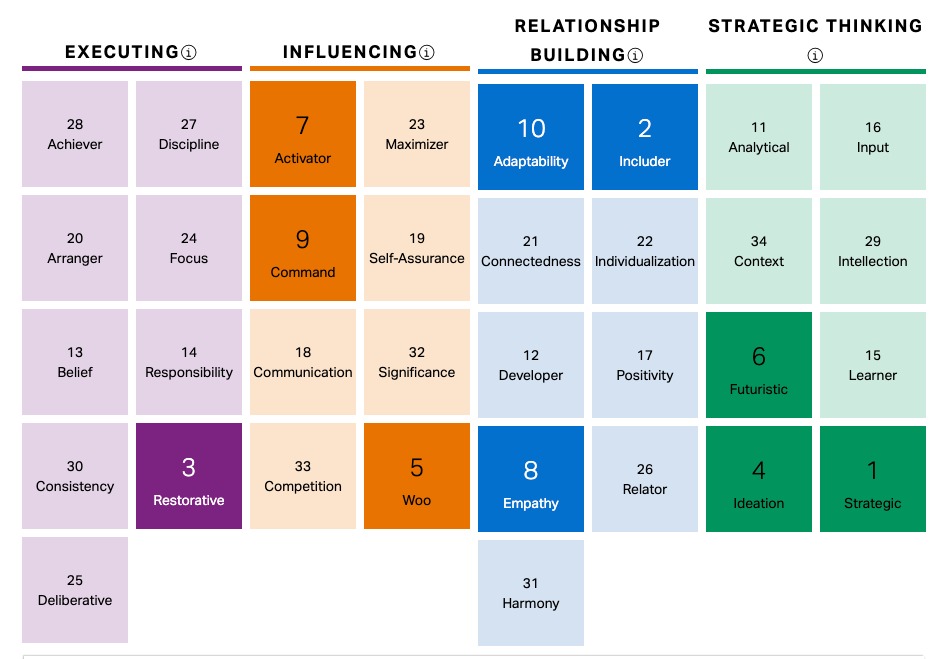 EXECUTINGⓘ
INFLUENCINGⓘ
RELATIONSHIP
BUILDINGⓘ
STRATEGIC THINKING
ⓘ
28
Achiever
27
Discipline
7
Activator
23
Maximizer
10
Adaptability
2
Includer
11
Analytical
16
Input
20
Arranger
24
Focus
9
Command
19
Self-Assurance
21
Connectedness
22
Individualization
34
Context
29
Intellection
13
Belief
14
Responsibility
18
Communication
32
Significance
12
Developer
17
Positivity
6
Futuristic
15
Learner
30
Consistency
3
Restorative
33
Competition
5
Woo
8
Empathy
26
Relator
4
Ideation
1
Strategic
25
Deliberative
31
Harmony